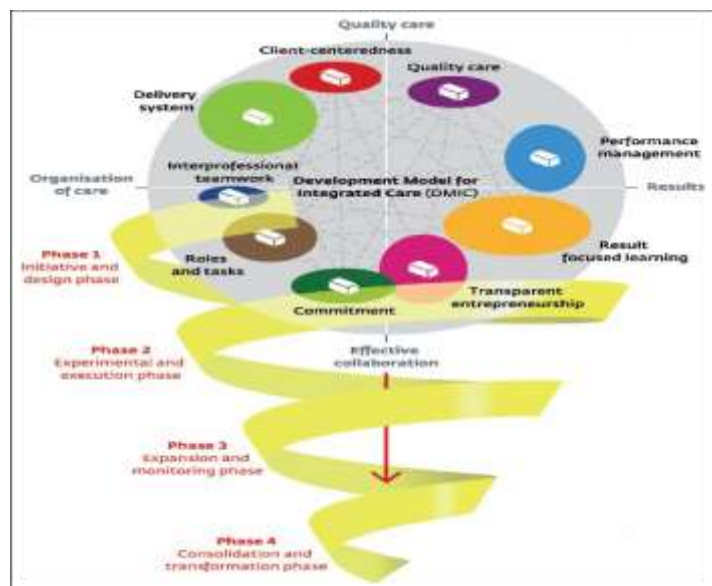 Quality care
Client-centeredness
Quality care
Delivery
system
Performance
management
Interprofessional
teamwork
Organisation
of care
Development Model for
Integrated Care (DMIC)
Results
Roles
and tasks
Result
focused learning
Commitment
Transparent
entrepreneurship
Effective
collaboration
Phase 1
Initiative and
design phase
Phase 2
Experimental and
execution phase
Phase 3
Expansion and
monitoring phase
Phase 4
Consolidation and
transformation phase